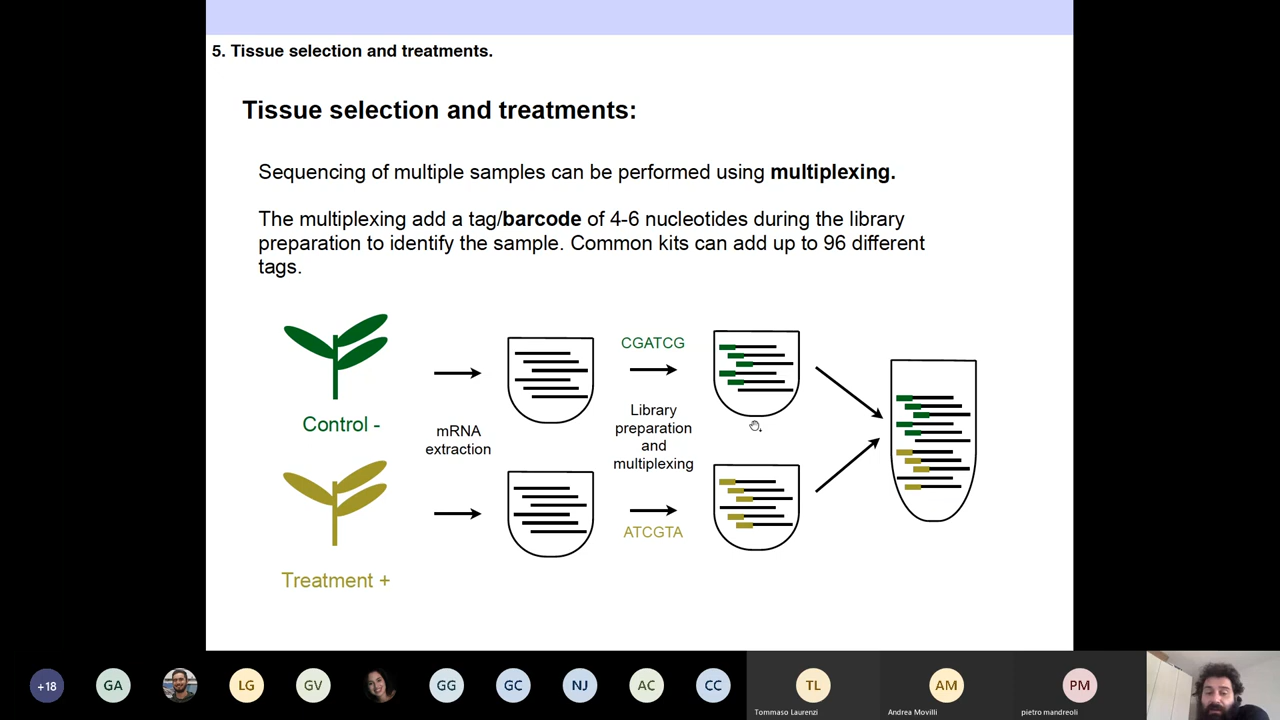 5. Tissue selection and treatments.
Tissue selection and treatments:
Sequencing of multiple samples can be performed using multiplexing.
The multiplexing add a tag/barcode of 4-6 nucleotides during the library
preparation to identify the sample. Common kits can add up to 96 different
tags.
Control -
mRNA
extraction
CGATCG
Library
preparation
and
multiplexing
ATCGTA
Treatment +
+18
GA
LG
GV
GG
GC
NJ
AC
CC
TL
Tommaso Laurenzi
AM
Andrea Movilli
PM
pietro mandreoli